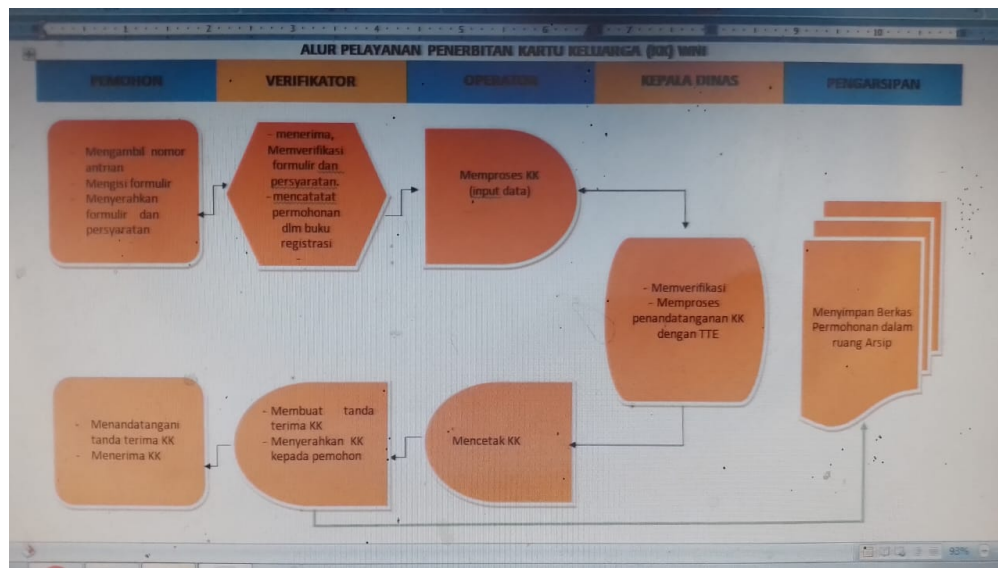 ALUR PELAYANAN PENERBITAN KARTU KELUARGA (KK) WNI
PEMOHON
VERIFIKATOR
OPERATOR
KEPALA DINAS
PENGARSIPAN
- Mengambil nomor
antrian
- Mengisi formulir
- Menyerahkan
formulir dan
persyaratan
- menerima,
Memverifikasi
formulir dan
persyaratan.
- mencatatat
permohonan
dlm buku
registrasi
Memproses KK
(input data)
- Memverifikasi
- Memproses
penandatanganan KK
dengan TTE
Menyimpan Berkas
Permohonan dalam
ruang Arsip
- Menandatangani
tanda terima KK
- Menerima KK
- Membuat tanda
terima KK
- Menyerahkan KK
kepada pemohon
Mencetak KK
93%